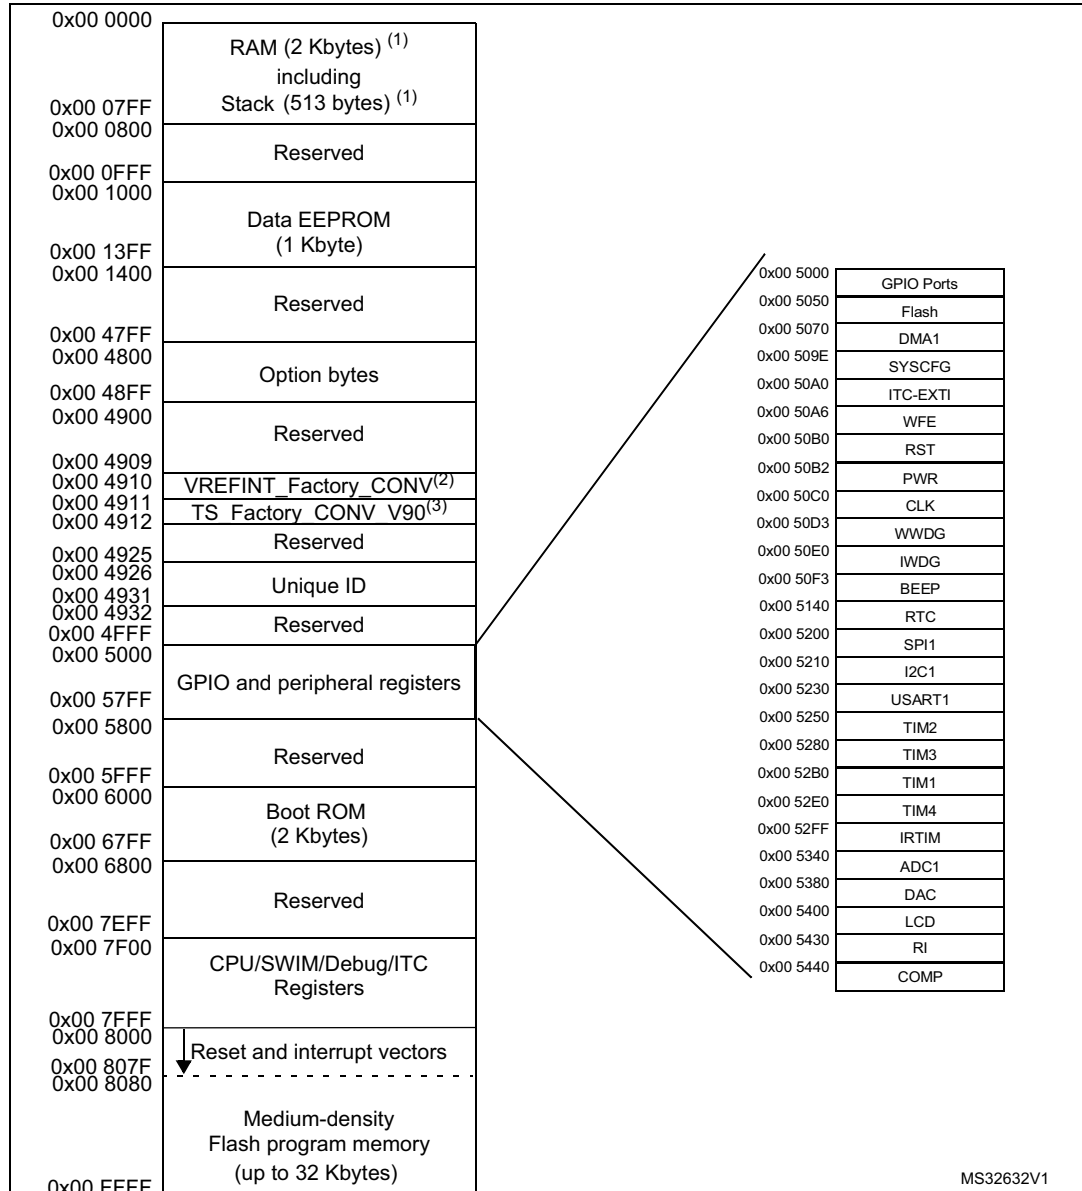 0x00 0000
RAM (2 Kbytes) (1)
including
Stack (513 bytes) (1)
0x00 07FF
0x00 0800
Reserved
0x00 0FFF
0x00 1000
Data EEPROM
(1 Kbyte)
0x00 13FF
0x00 1400
Reserved
0x00 47FF
0x00 4800
Option bytes
0x00 48FF
0x00 4900
Reserved
0x00 4909
0x00 4910
VREFINT_Factory_CONV(2)
0x00 4911
TS_Factory_CONV_V90(3)
0x00 4912
Reserved
0x00 4925
0x00 4926
Unique ID
0x00 4931
0x00 4932
Reserved
0x00 4FFF
0x00 5000
GPIO and peripheral registers
0x00 57FF
0x00 5800
Reserved
0x00 5FFF
0x00 6000
Boot ROM
(2 Kbytes)
0x00 67FF
0x00 6800
Reserved
0x00 7EFF
0x00 7F00
CPU/SWIM/Debug/ITC
Registers
0x00 7FFF
0x00 8000
Reset and interrupt vectors
0x00 807F
0x00 8080
Medium-density
Flash program memory
(up to 32 Kbytes)
0x00 FFFF
0x00 5000
GPIO Ports
0x00 5050
Flash
0x00 5070
DMA1
0x00 509E
SYSCFG
0x00 50A0
ITC-EXTI
0x00 50A6
WFE
0x00 50B0
RST
0x00 50B2
PWR
0x00 50C0
CLK
0x00 50D3
WWDG
0x00 50E0
IWDG
0x00 50F3
BEEP
0x00 5140
RTC
0x00 5200
SPI1
0x00 5210
I2C1
0x00 5230
USART1
0x00 5250
TIM2
0x00 5280
TIM3
0x00 52B0
TIM1
0x00 52E0
TIM4
0x00 52FF
IRTIM
0x00 5340
ADC1
0x00 5380
DAC
0x00 5400
LCD
0x00 5430
RI
0x00 5440
COMP
MS32632V1